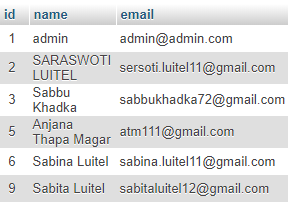 id name email
1 admin admin@admin.com
2 SARASWOTI LUITEL sersoti.luitel11@gmail.com
3 Sabbu Khadka sabbukhadka72@gmail.com
5 Anjana Thapa Magar atm111@gmail.com
6 Sabina Luitel sabina.luitel11@gmail.com
9 Sabita Luitel sabitaluitel12@gmail.com